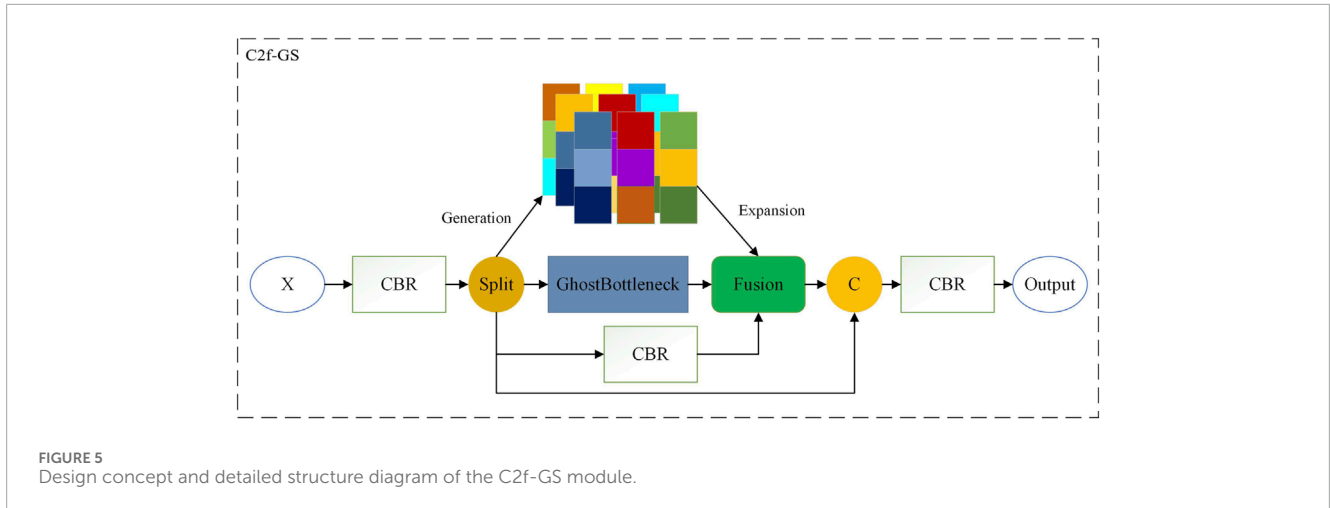 C2f-GS
Generation
Expansion
X
CBR
Split
GhostBottleneck
Fusion
C
CBR
Output
CBR
FIGURE 5
Design concept and detailed structure diagram of the C2f-GS module.